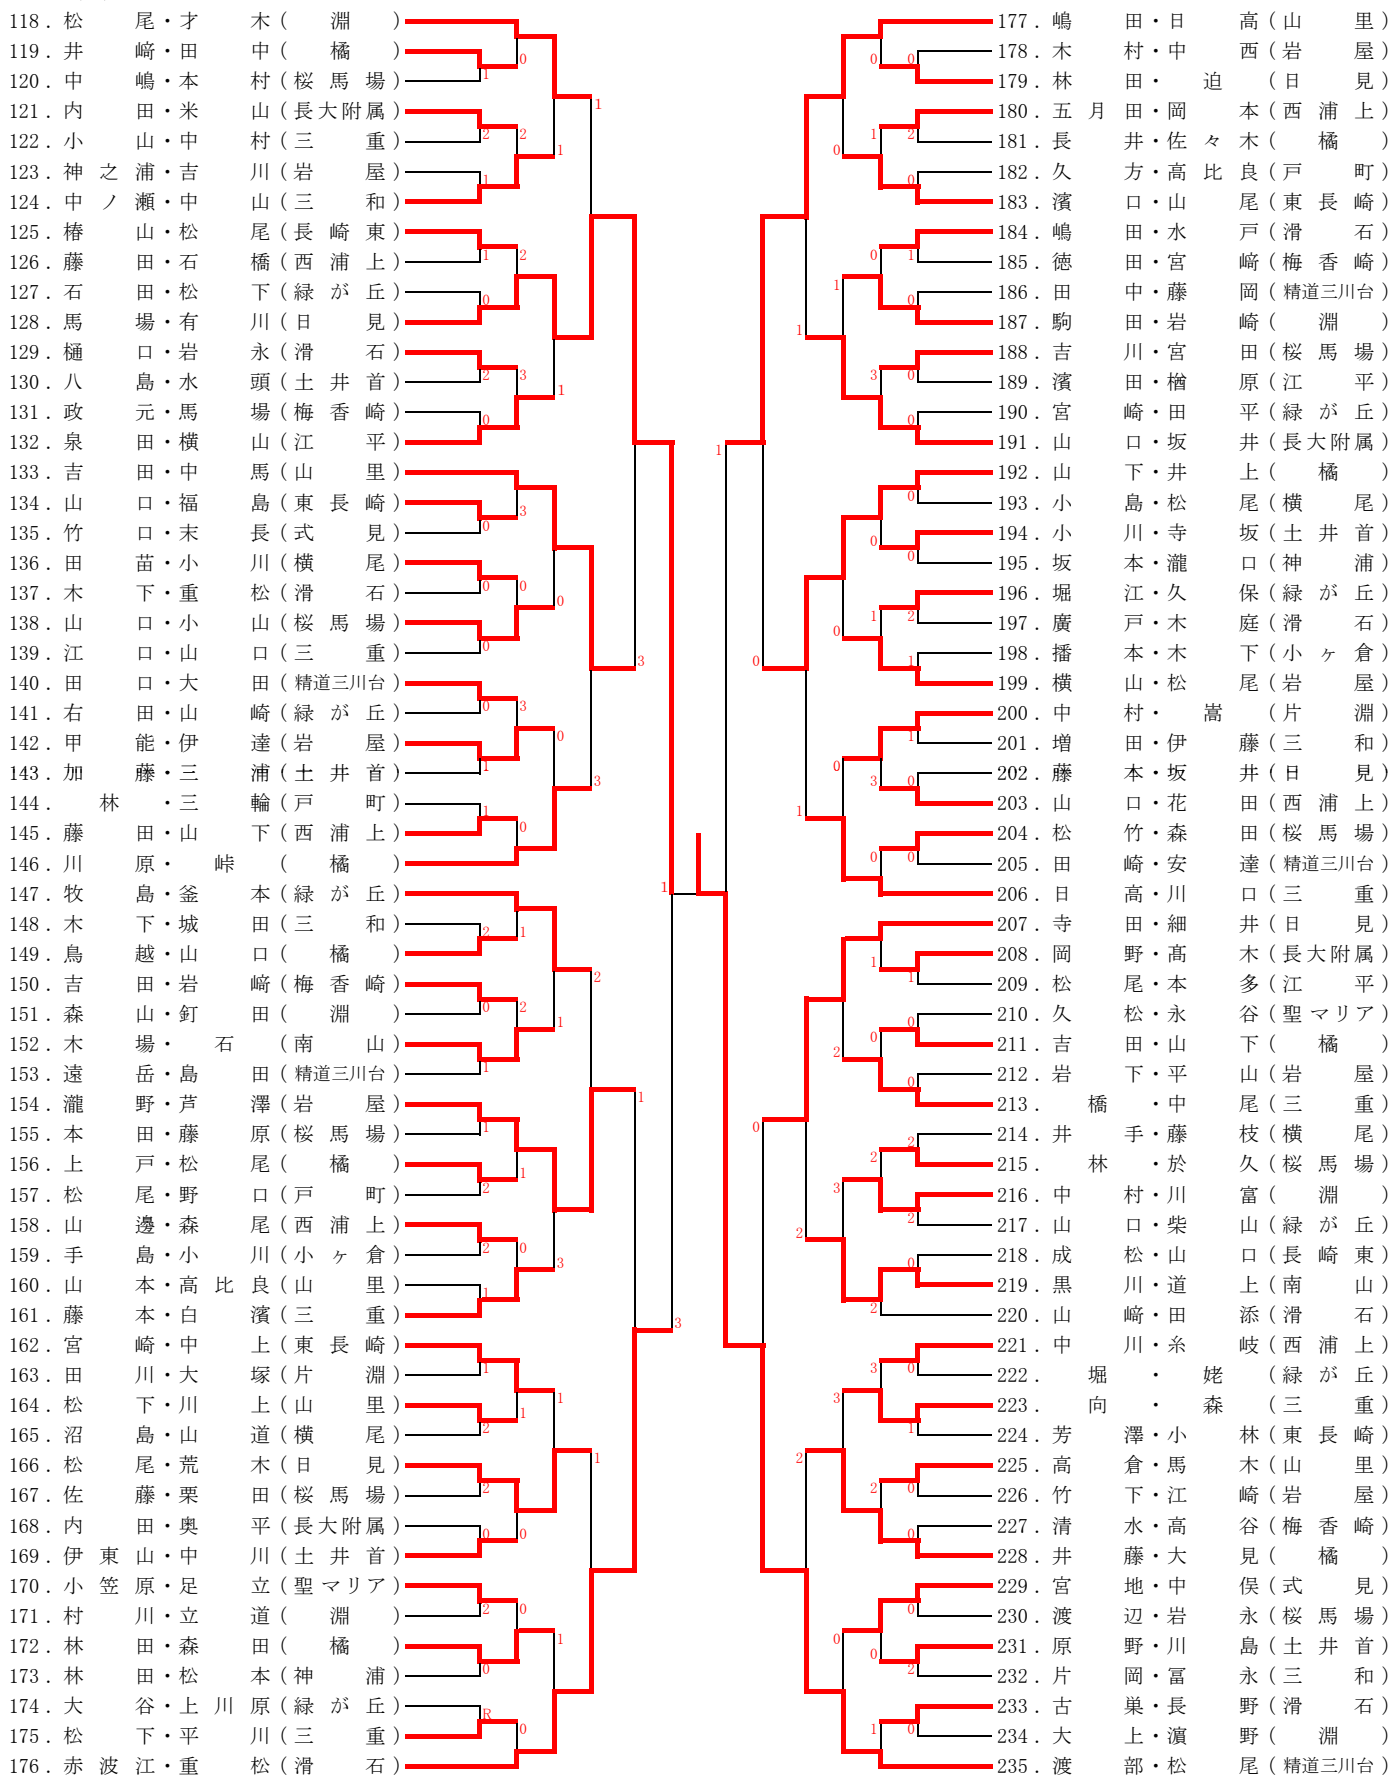 118. 松尾・才木 (淵)
119. 井﨑・田中 (橘)
120. 中嶋・本村 (桜馬場)
121. 内田・米山 (長大附属)
122. 小山・中村 (三重)
123. 神之浦・吉川 (岩屋)
124. 中ノ瀬・中山 (三和)
125. 椿山・松尾 (長崎東)
126. 藤田・石橋 (西浦上)
127. 石田・松下 (緑が丘)
128. 馬場・有川 (日見)
129. 樋口・岩永 (滑石)
130. 八島・水頭 (土井首)
131. 政元・馬場 (梅香崎)
132. 泉田・横山 (江平)
133. 吉田・中馬 (山里)
134. 山口・福島 (東長崎)
135. 竹口・末長 (式見)
136. 田苗・小川 (横尾)
137. 木下・重松 (滑石)
138. 山口・小山 (桜馬場)
139. 江口・山口 (三重)
140. 田口・大田 (精道三川台)
141. 右田・山崎 (緑が丘)
142. 甲能・伊達 (岩屋)
143. 加藤・三浦 (土井首)
144. 林・三輪 (戸町)
145. 藤田・山下 (西浦上)
146. 川原・峠 (橘)
147. 牧島・釜本 (緑が丘)
148. 木下・城田 (三和)
149. 鳥越・山口 (橘)
150. 吉田・岩﨑 (梅香崎)
151. 森山・釘田 (淵)
152. 木場・石 (南山)
153. 遠岳・島田 (精道三川台)
154. 瀧野・芦澤 (岩屋)
155. 本田・藤原 (桜馬場)
156. 上戸・松尾 (橘)
157. 松尾・野口 (戸町)
158. 山邊・森尾 (西浦上)
159. 手島・小川 (小ヶ倉)
160. 山本・高比良 (山里)
161. 藤本・白濱 (三重)
162. 宮崎・中上 (東長崎)
163. 田川・大塚 (片淵)
164. 松下・川上 (山里)
165. 沼島・山道 (横尾)
166. 松尾・荒木 (日見)
167. 佐藤・栗田 (桜馬場)
168. 内田・奥平 (長大附属)
169. 伊東山・中川 (土井首)
170. 小笠原・足立 (聖マリア)
171. 村川・立道 (淵)
172. 林田・森田 (橘)
173. 林田・松本 (神浦)
174. 大谷・上川原 (緑が丘)
175. 松下・平川 (三重)
176. 赤波江・重松 (滑石)
177. 嶋田・日高 (山里)
178. 木村・中西 (岩屋)
179. 林田・迫 (日見)
180. 五月田・岡本 (西浦上)
181. 長井・佐々木 (橘)
182. 久方・高比良 (戸町)
183. 濱口・山尾 (東長崎)
184. 嶋田・水戸 (滑石)
185. 徳田・宮﨑 (梅香崎)
186. 田中・藤岡 (精道三川台)
187. 駒田・岩崎 (淵)
188. 吉川・宮田 (桜馬場)
189. 濱田・楢原 (江平)
190. 宮崎・田平 (緑が丘)
191. 山口・坂井 (長大附属)
192. 山下・井上 (橘)
193. 小島・松尾 (横尾)
194. 小川・寺坂 (土井首)
195. 坂本・瀧口 (神浦)
196. 堀江・久保 (緑が丘)
197. 廣戸・木庭 (滑石)
198. 播本・木下 (小ヶ倉)
199. 横山・松尾 (岩屋)
200. 中村・嵩 (片淵)
201. 増田・伊藤 (三和)
202. 藤本・坂井 (日見)
203. 山口・花田 (西浦上)
204. 松竹・森田 (桜馬場)
205. 田崎・安達 (精道三川台)
206. 日高・川口 (三重)
207. 寺田・細井 (日見)
208. 岡野・髙木 (長大附属)
209. 松尾・本多 (江平)
210. 久松・永谷 (聖マリア)
211. 吉田・山下 (橘)
212. 岩下・平山 (岩屋)
213. 橋・中尾 (三重)
214. 井手・藤枝 (横尾)
215. 林・於久 (桜馬場)
216. 中村・川富 (淵)
217. 山口・柴山 (緑が丘)
218. 成松・山口 (長崎東)
219. 黒川・道上 (南山)
220. 山﨑・田添 (滑石)
221. 中川・糸岐 (西浦上)
222. 堀・姥 (緑が丘)
223. 向・森 (三重)
224. 芳澤・小林 (東長崎)
225. 高倉・馬木 (山里)
226. 竹下・江崎 (岩屋)
227. 清水・高谷 (梅香崎)
228. 井藤・大見 (橘)
229. 宮地・中俣 (式見)
230. 渡辺・岩永 (桜馬場)
231. 原野・川島 (土井首)
232. 片岡・冨永 (三和)
233. 古巣・長野 (滑石)
234. 大上・濵野 (淵)
235. 渡部・松尾 (精道三川台)